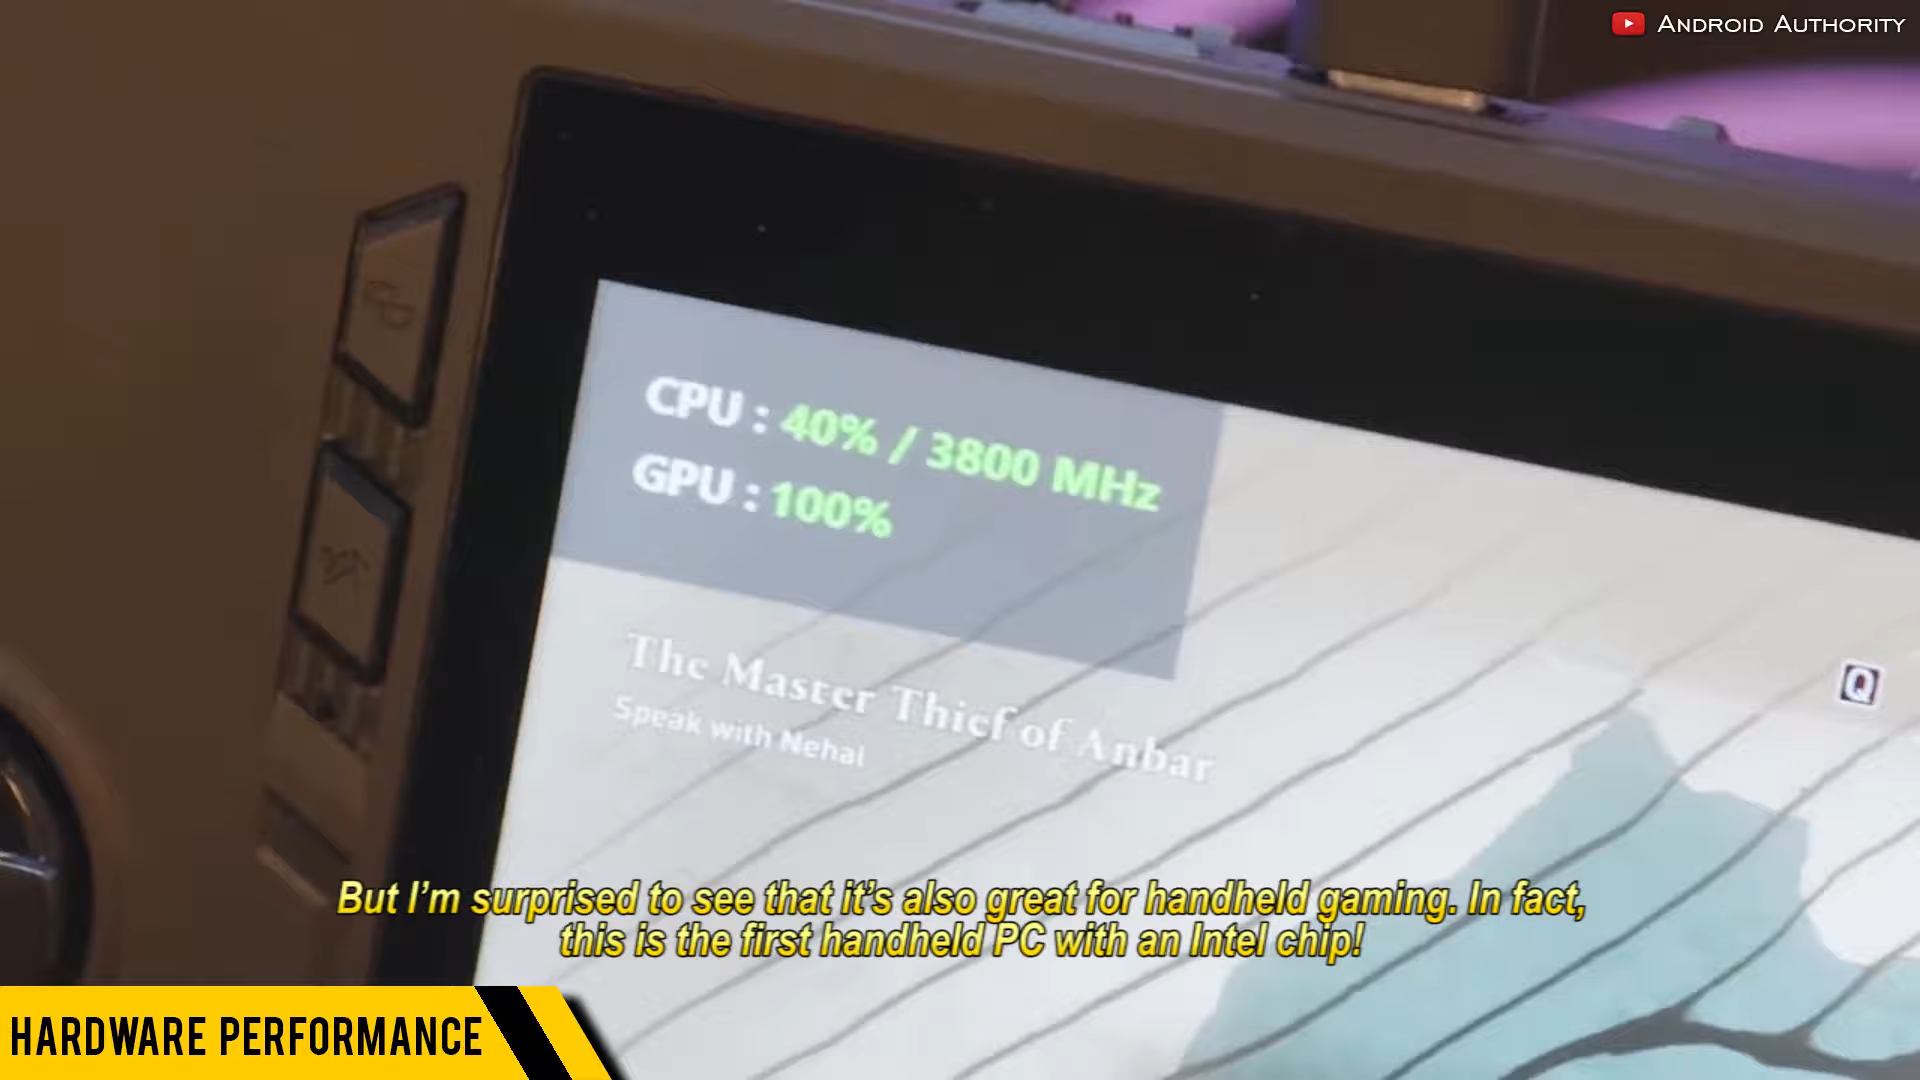 Android Authority
CPU : 40% / 3800 MHz
GPU : 100%
The Master Thief of Anbar
Speak with Nehal
Q
But I'm surprised to see that it's also great for handheld gaming. In fact,
this is the first handheld PC with an Intel chip!
HARDWARE PERFORMANCE